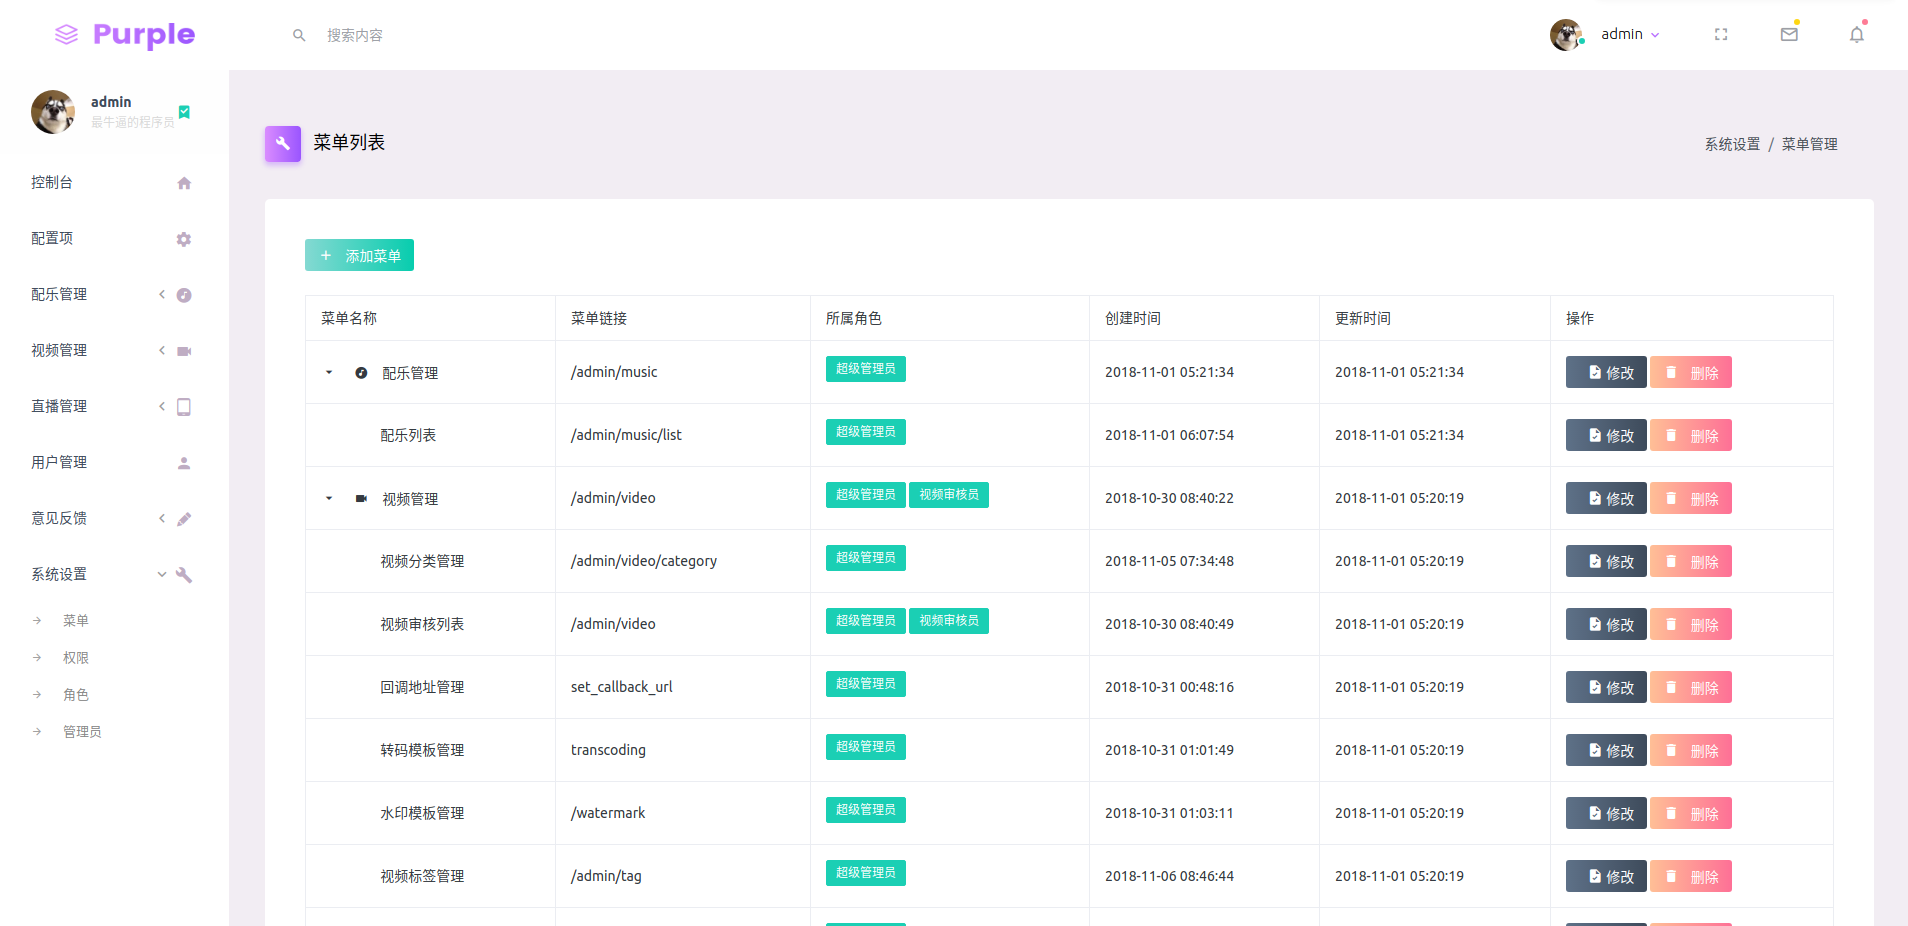 Purple
搜索内容
admin
admin
最牛逼的程序员
控制台
配置项
配乐管理
视频管理
直播管理
用户管理
意见反馈
系统设置
菜单
权限
角色
管理员
菜单列表
系统设置 / 菜单管理
+ 添加菜单
菜单名称 菜单链接 所属角色 创建时间 更新时间 操作
配乐管理 /admin/music 超级管理员 2018-11-01 05:21:34 2018-11-01 05:21:34 修改 删除
配乐列表 /admin/music/list 超级管理员 2018-11-01 06:07:54 2018-11-01 05:21:34 修改 删除
视频管理 /admin/video 超级管理员 视频审核员 2018-10-30 08:40:22 2018-11-01 05:20:19 修改 删除
视频分类管理 /admin/video/category 超级管理员 2018-11-05 07:34:48 2018-11-01 05:20:19 修改 删除
视频审核列表 /admin/video 超级管理员 视频审核员 2018-10-30 08:40:49 2018-11-01 05:20:19 修改 删除
回调地址管理 set_callback_url 超级管理员 2018-10-31 00:48:16 2018-11-01 05:20:19 修改 删除
转码模板管理 transcoding 超级管理员 2018-10-31 01:01:49 2018-11-01 05:20:19 修改 删除
水印模板管理 /watermark 超级管理员 2018-10-31 01:03:11 2018-11-01 05:20:19 修改 删除
视频标签管理 /admin/tag 超级管理员 2018-11-06 08:46:44 2018-11-01 05:20:19 修改 删除